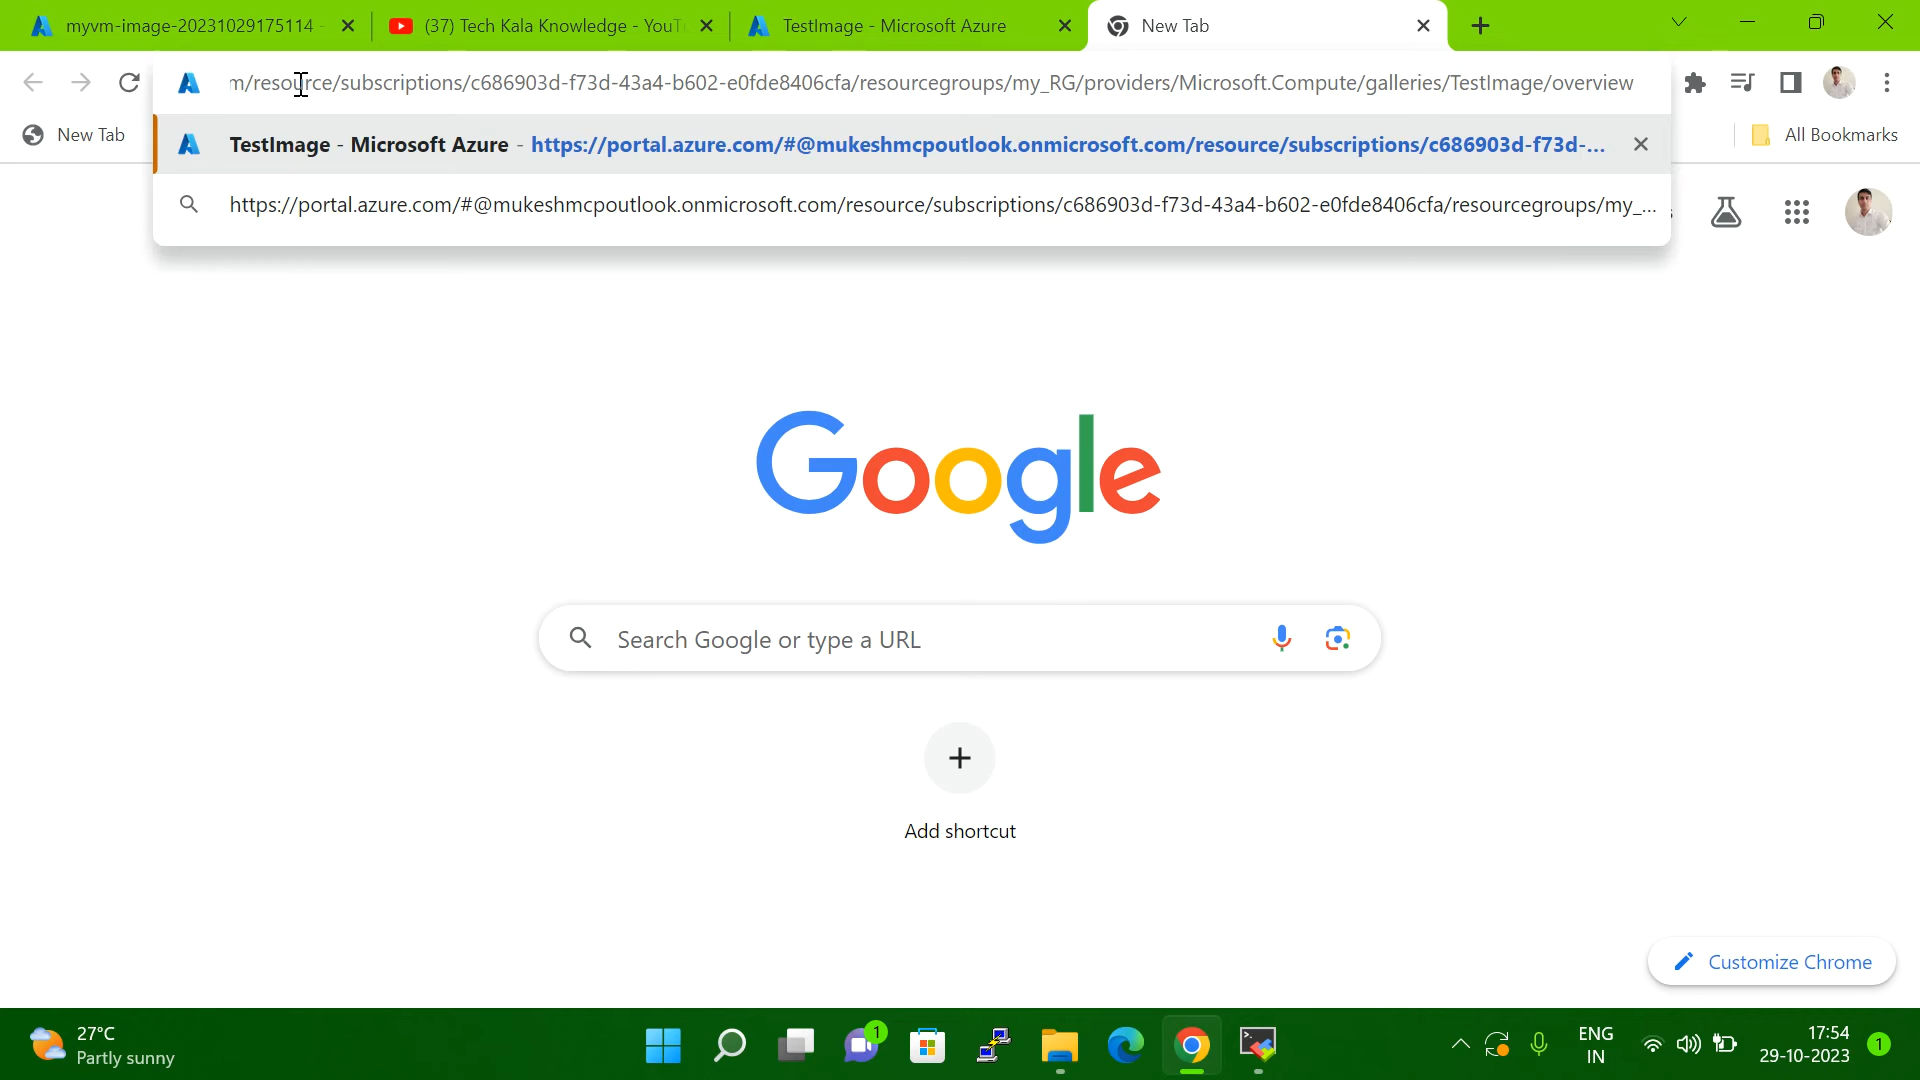 myvm-image-20231029175114 -
(37) Tech Kala Knowledge - YouTu
TestImage - Microsoft Azure
New Tab
m/resource/subscriptions/c686903d-f73d-43a4-b602-e0fde8406cfa/resourcegroups/my_RG/providers/Microsoft.Compute/galleries/TestImage/overview
New Tab
TestImage - Microsoft Azure - https://portal.azure.com/#@mukeshmcpoutlook.onmicrosoft.com/resource/subscriptions/c686903d-f73d-...
All Bookmarks
https://portal.azure.com/#@mukeshmcpoutlook.onmicrosoft.com/resource/subscriptions/c686903d-f73d-43a4-b602-e0fde8406cfa/resourcegroups/my_...
Google
Search Google or type a URL
Add shortcut
Customize Chrome
27°C
Partly sunny
1
ENG
IN
17:54
29-10-2023
1